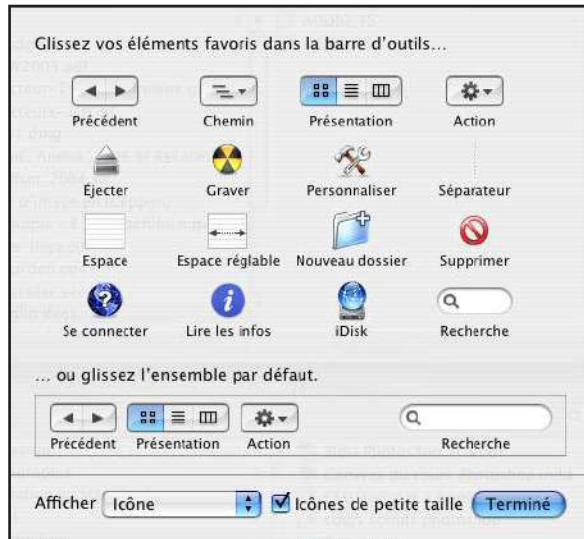 Glissez vos éléments favoris dans la barre d'outils...
Précédent Chemin Présentation Action
Éjecter Graver Personnaliser Séparateur
Espace Espace réglable Nouveau dossier Supprimer
Se connecter Lire les infos iDisk Recherche
... ou glissez l'ensemble par défaut.
Précédent Présentation Action Recherche
Afficher Icône Icônes de petite taille Terminé